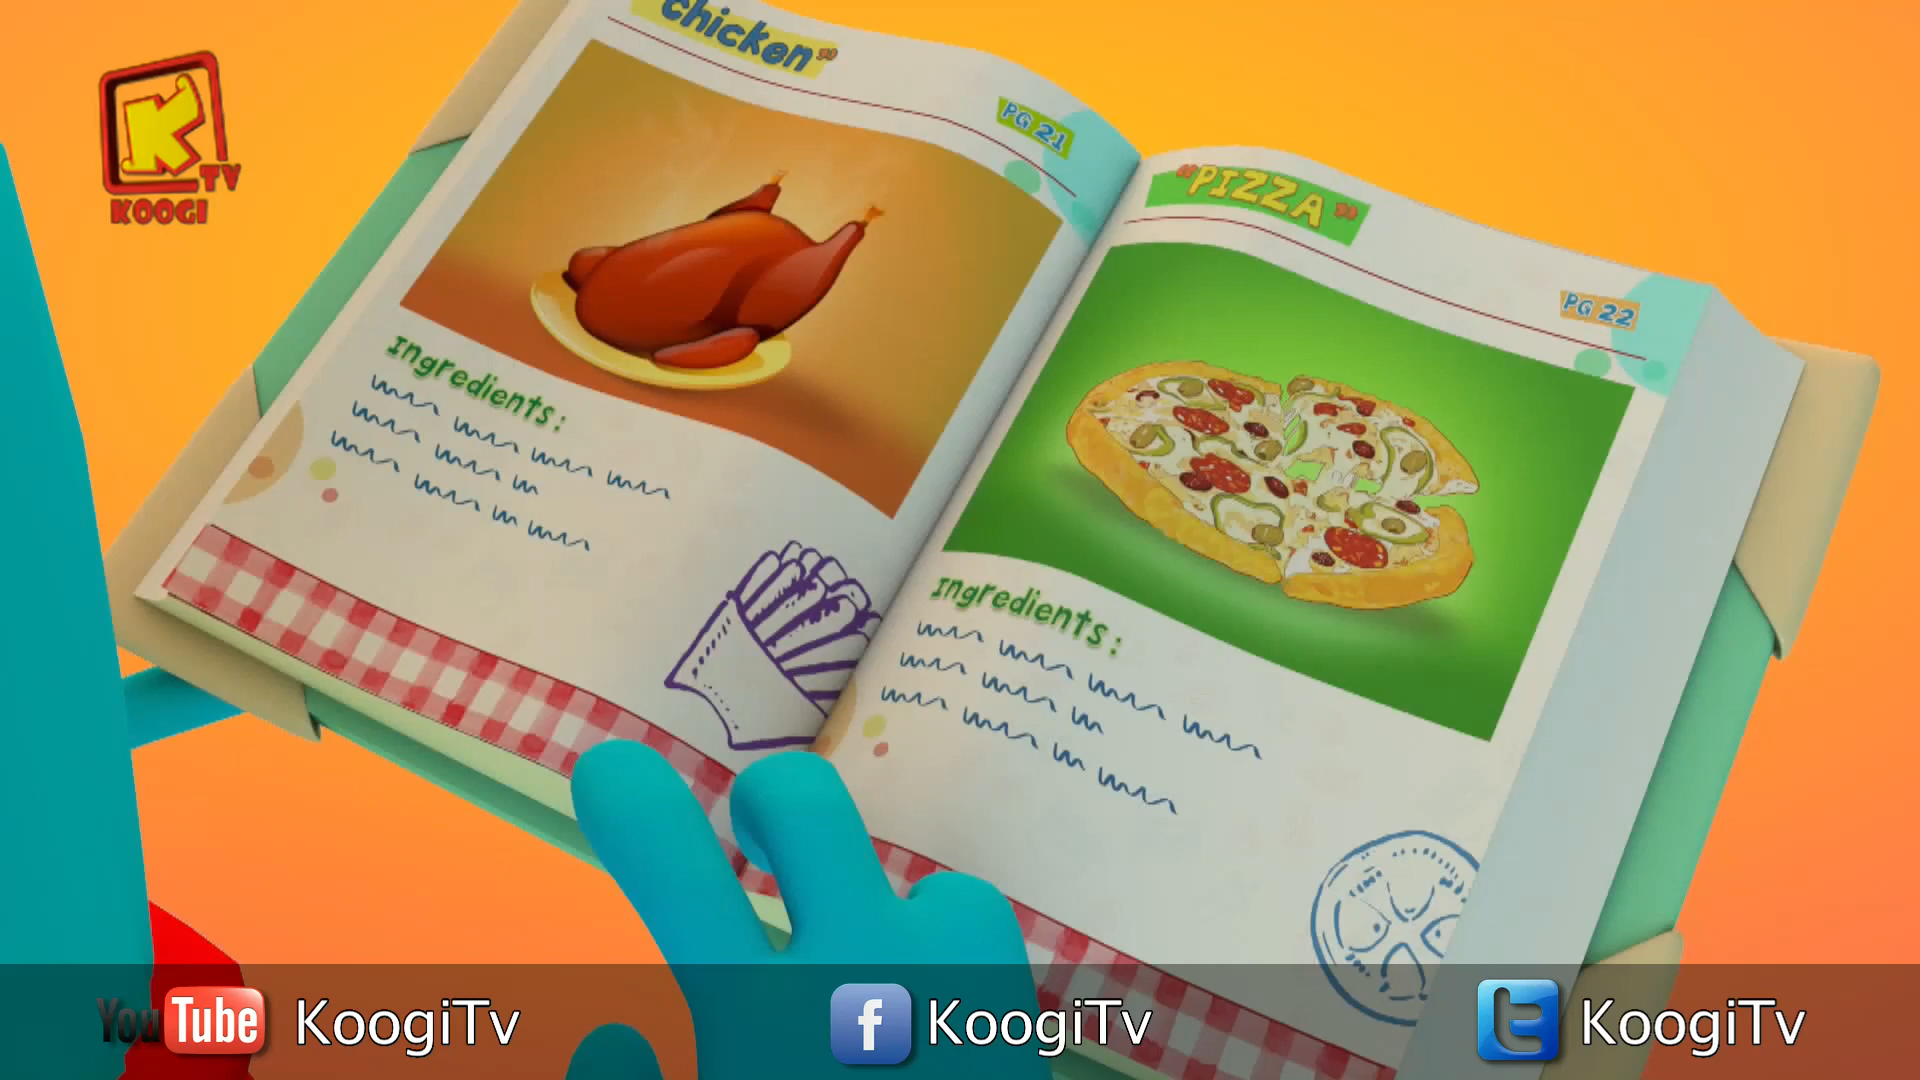 K
TV
KOOGI
chicken”
PG 21
Ingredients:
“PIZZA”
PG 22
Ingredients:
YouTube KoogiTv
f KoogiTv
t KoogiTv